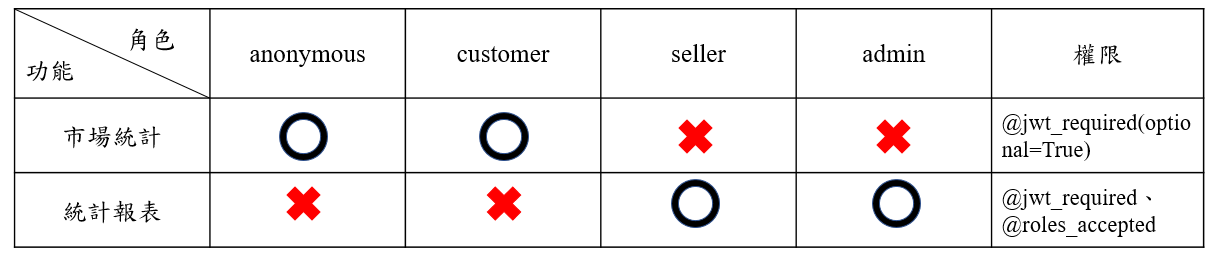 角色
功能
anonymous
customer
seller
admin
權限
市場統計
@jwt_required(optio
nal=True)
統計報表
@jwt_required、
@roles_accepted